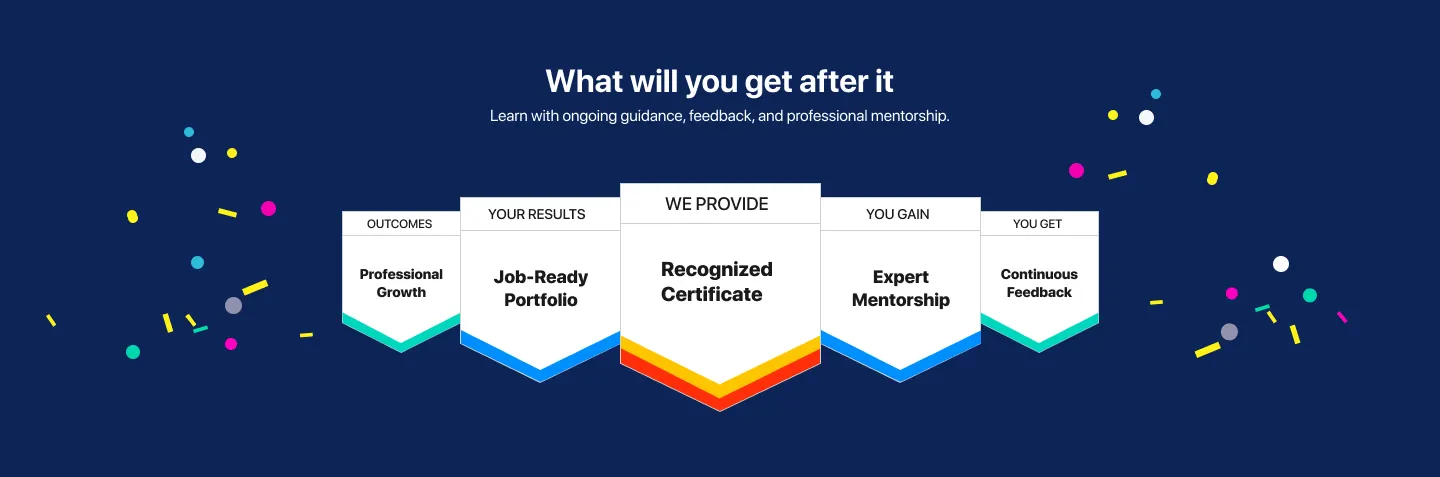 What will you get after it
Learn with ongoing guidance, feedback, and professional mentorship.
OUTCOMES
Professional
Growth
YOUR RESULTS
Job-Ready
Portfolio
WE PROVIDE
Recognized
Certificate
YOU GAIN
Expert
Mentorship
YOU GET
Continuous
Feedback